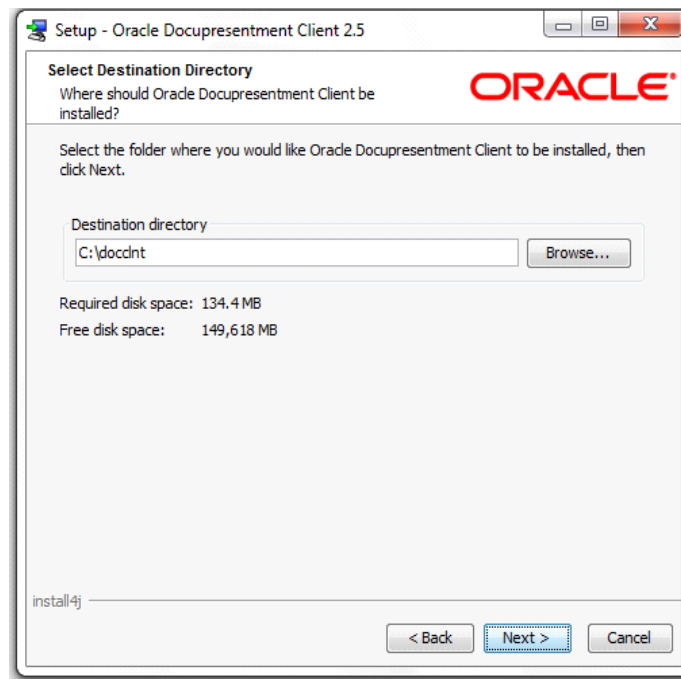 Setup - Oracle Docupresentment Client 2.5
Select Destination Directory
Where should Oracle Docupresentment Client be
installed?
ORACLE
Select the folder where you would like Oracle Docupresentment Client to be installed, then
click Next.
Destination directory
C:\docclnt
Browse...
Required disk space: 134.4 MB
Free disk space: 149,618 MB
install4j
< Back
Next >
Cancel